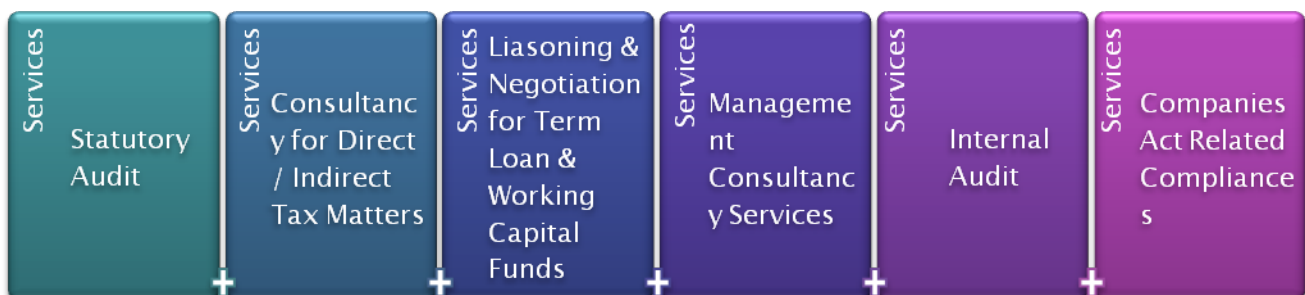 Services
Statutory
Audit
Services
Consultanc
y for Direct
/ Indirect
Tax Matters
Services
Liasoning &
Negotiation
for Term
Loan &
Working
Capital
Funds
Services
Manageme
nt
Consultanc
y Services
Services
Internal
Audit
Services
Companies
Act Related
Compliance
s